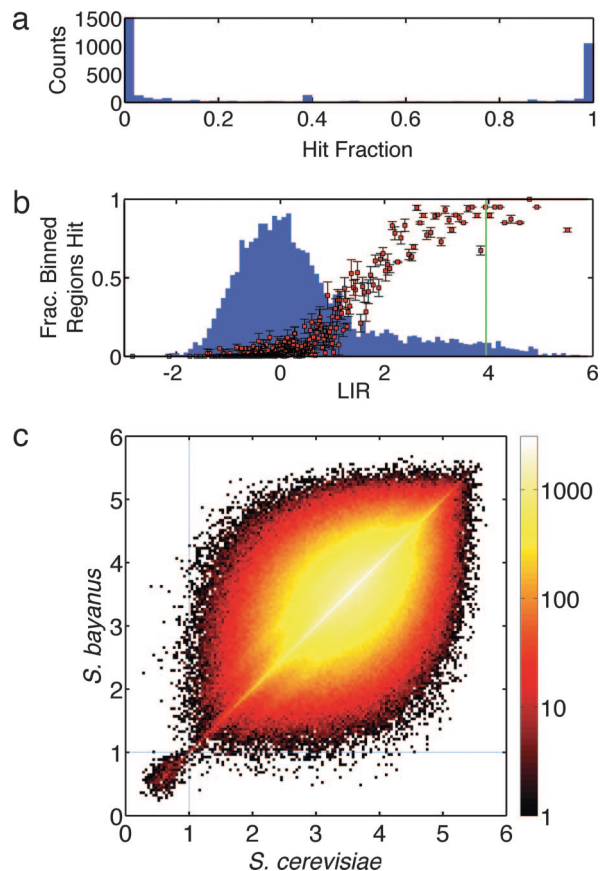 a
1500
1000
500
0
Counts
0 0.2 0.4 0.6 0.8 1
Hit Fraction
b
1
0.5
0
Frac. Binned
Regions Hit
-2 0 2 4 6
LIR
c
6
5
4
3
2
1
0
S. bayanus
0 1 2 3 4 5 6
S. cerevisiae
1000
100
10
1